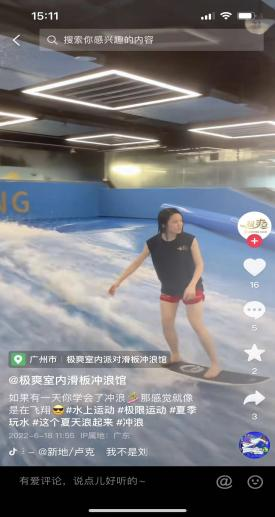 15:11
搜索你感兴趣的内容
NG
16
5
2
3
广州市 | 极爽室内派对滑板冲浪馆
@极爽室内滑板冲浪馆
如果有一天你学会了冲浪🏄那感觉就像
是在飞翔😎#水上运动 #极限运动 #夏季
玩水 #这个夏天浪起来 #冲浪
2022-6-18 11:55 IP属地：广东
@新地/卢克 我不是刘
有爱评论，说点儿好听的～